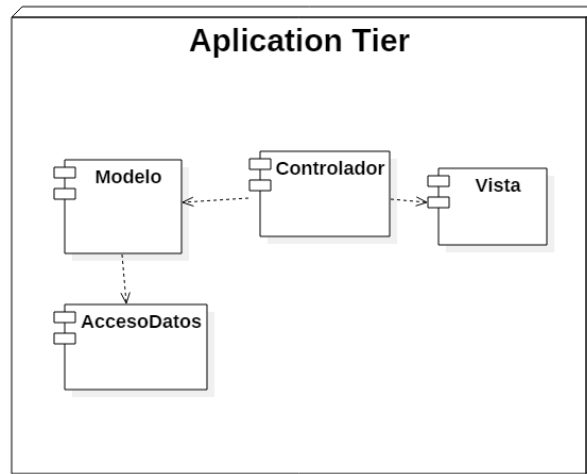 Aplication Tier
Modelo
Controlador
Vista
AccesoDatos